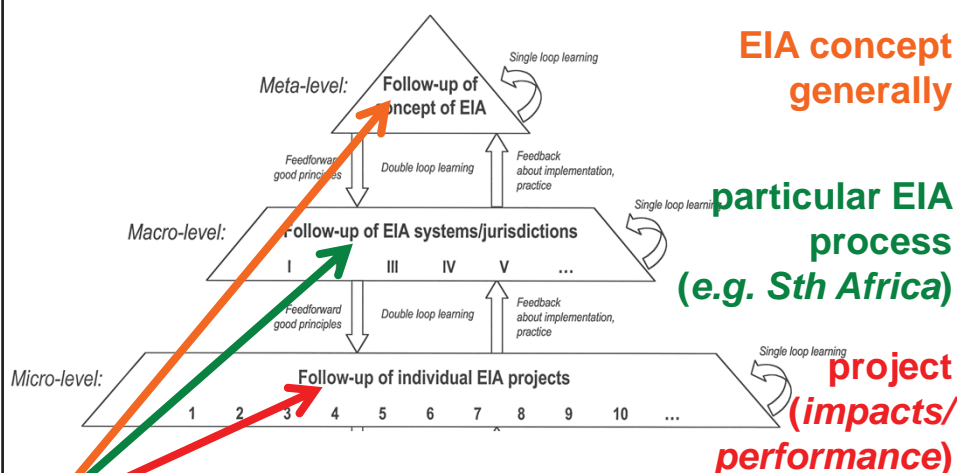 EIA concept
generally
Single loop learning
Meta-level:
Follow-up of
concept of EIA
Feedforward
good principles
Double loop learning
Feedback
about implementation,
practice
Single loop learning
particular EIA
process
(e.g. Sth Africa)
Macro-level:
Follow-up of EIA systems/jurisdictions
I III IV V ...
Feedforward
good principles
Double loop learning
Feedback
about implementation,
practice
Single loop learning
project
(impacts/
performance)
Micro-level:
Follow-up of individual EIA projects
1 2 3 4 5 6 7 8 9 10 ...